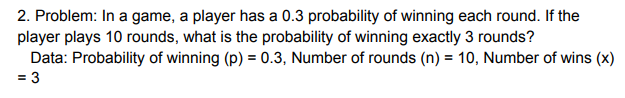 2. Problem: In a game, a player has a 0.3 probability of winning each round. If the
player plays 10 rounds, what is the probability of winning exactly 3 rounds?
Data: Probability of winning (p) = 0.3, Number of rounds (n) = 10, Number of wins (x)
= 3